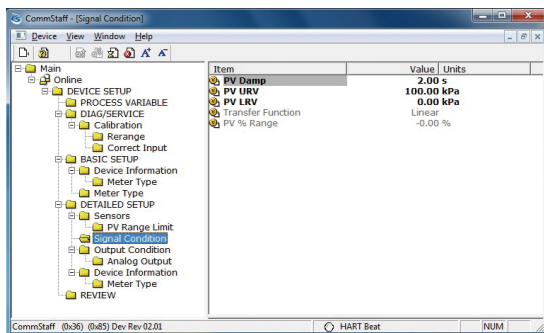 CommStaff - [Signal Condition]
Device View Window Help
Main
Online
DEVICE SETUP
PROCESS VARIABLE
DIAG/SERVICE
Calibration
Rerange
Correct Input
BASIC SETUP
Device Information
Meter Type
Meter Type
DETAILED SETUP
Sensors
PV Range Limit
Signal Condition
Output Condition
Analog Output
Device Information
Meter Type
REVIEW
Item Value Units
PV Damp 2.00 s
PV URV 100.00 kPa
PV LRV 0.00 kPa
Transfer Function Linear
PV % Range -0.00 %
CommStaff (0x36) (0x85) Dev Rev 02.01 HART Beat NUM